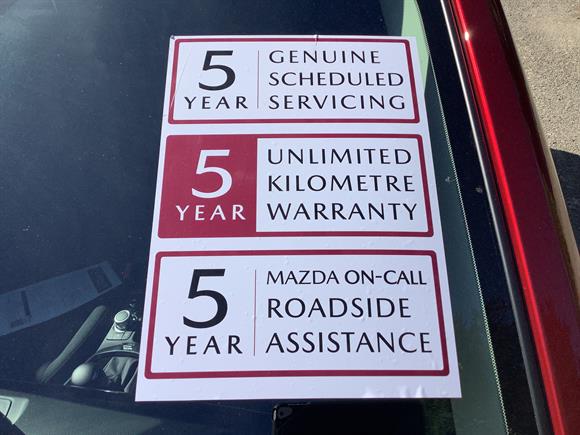 5 YEAR
GENUINE
SCHEDULED
SERVICING
5 YEAR
UNLIMITED
KILOMETRE
WARRANTY
5 YEAR
MAZDA ON-CALL
ROADSIDE
ASSISTANCE